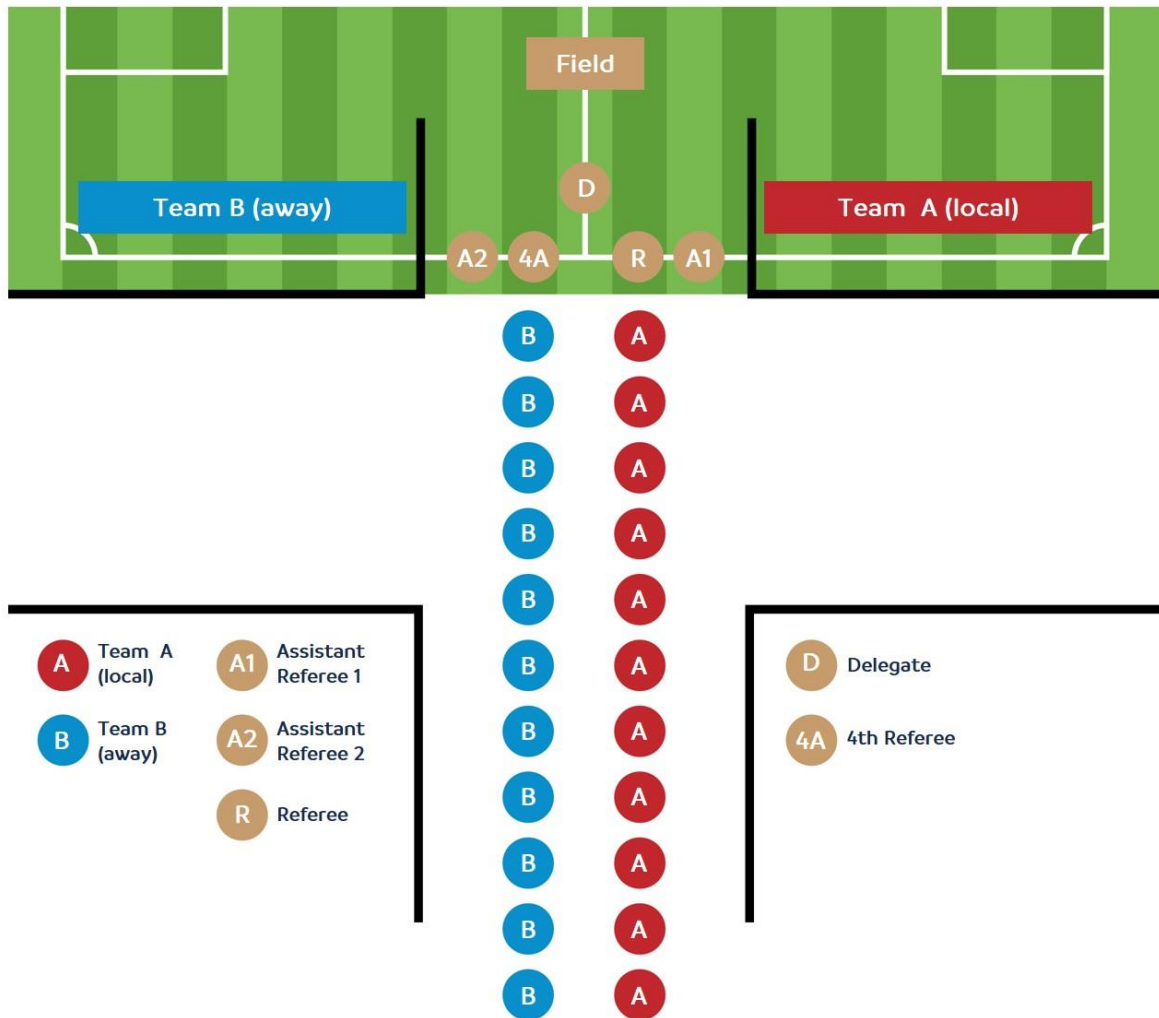 Field
D
Team B (away)
Team A (local)
A2 4A R A1
B A
B A
B A
B A
B A
B A
B A
B A
B A
B A
B A
A Team A
(local)
B Team B
(away)
A1 Assistant
Referee 1
A2 Assistant
Referee 2
R Referee
D Delegate
4A 4th Referee